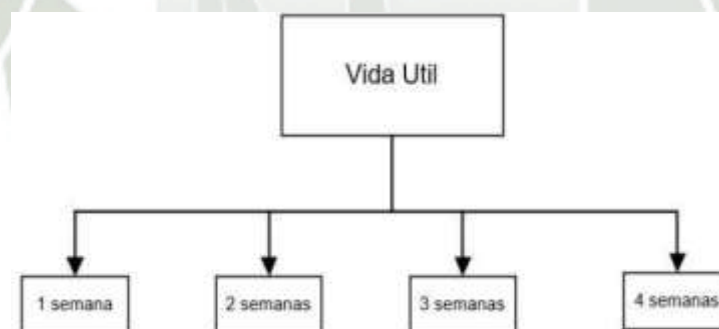 Vida Util
1 semana
2 semanas
3 semanas
4 semanas